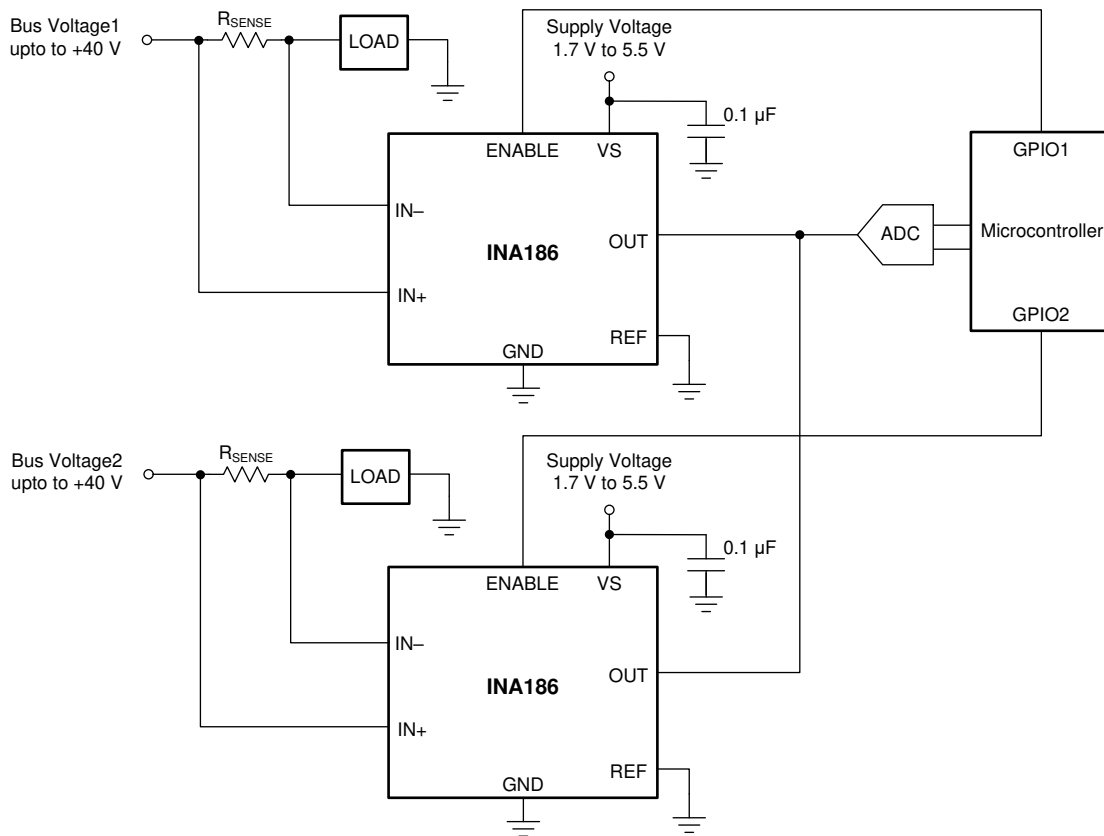 Bus Voltage1
upto to +40 V
RSENSE
LOAD
Supply Voltage
1.7 V to 5.5 V
0.1 µF
ENABLE
VS
GPIO1
IN–
INA186
OUT
ADC
Microcontroller
IN+
GPIO2
REF
GND
Bus Voltage2
upto to +40 V
RSENSE
LOAD
Supply Voltage
1.7 V to 5.5 V
0.1 µF
ENABLE
VS
IN–
INA186
OUT
IN+
REF
GND